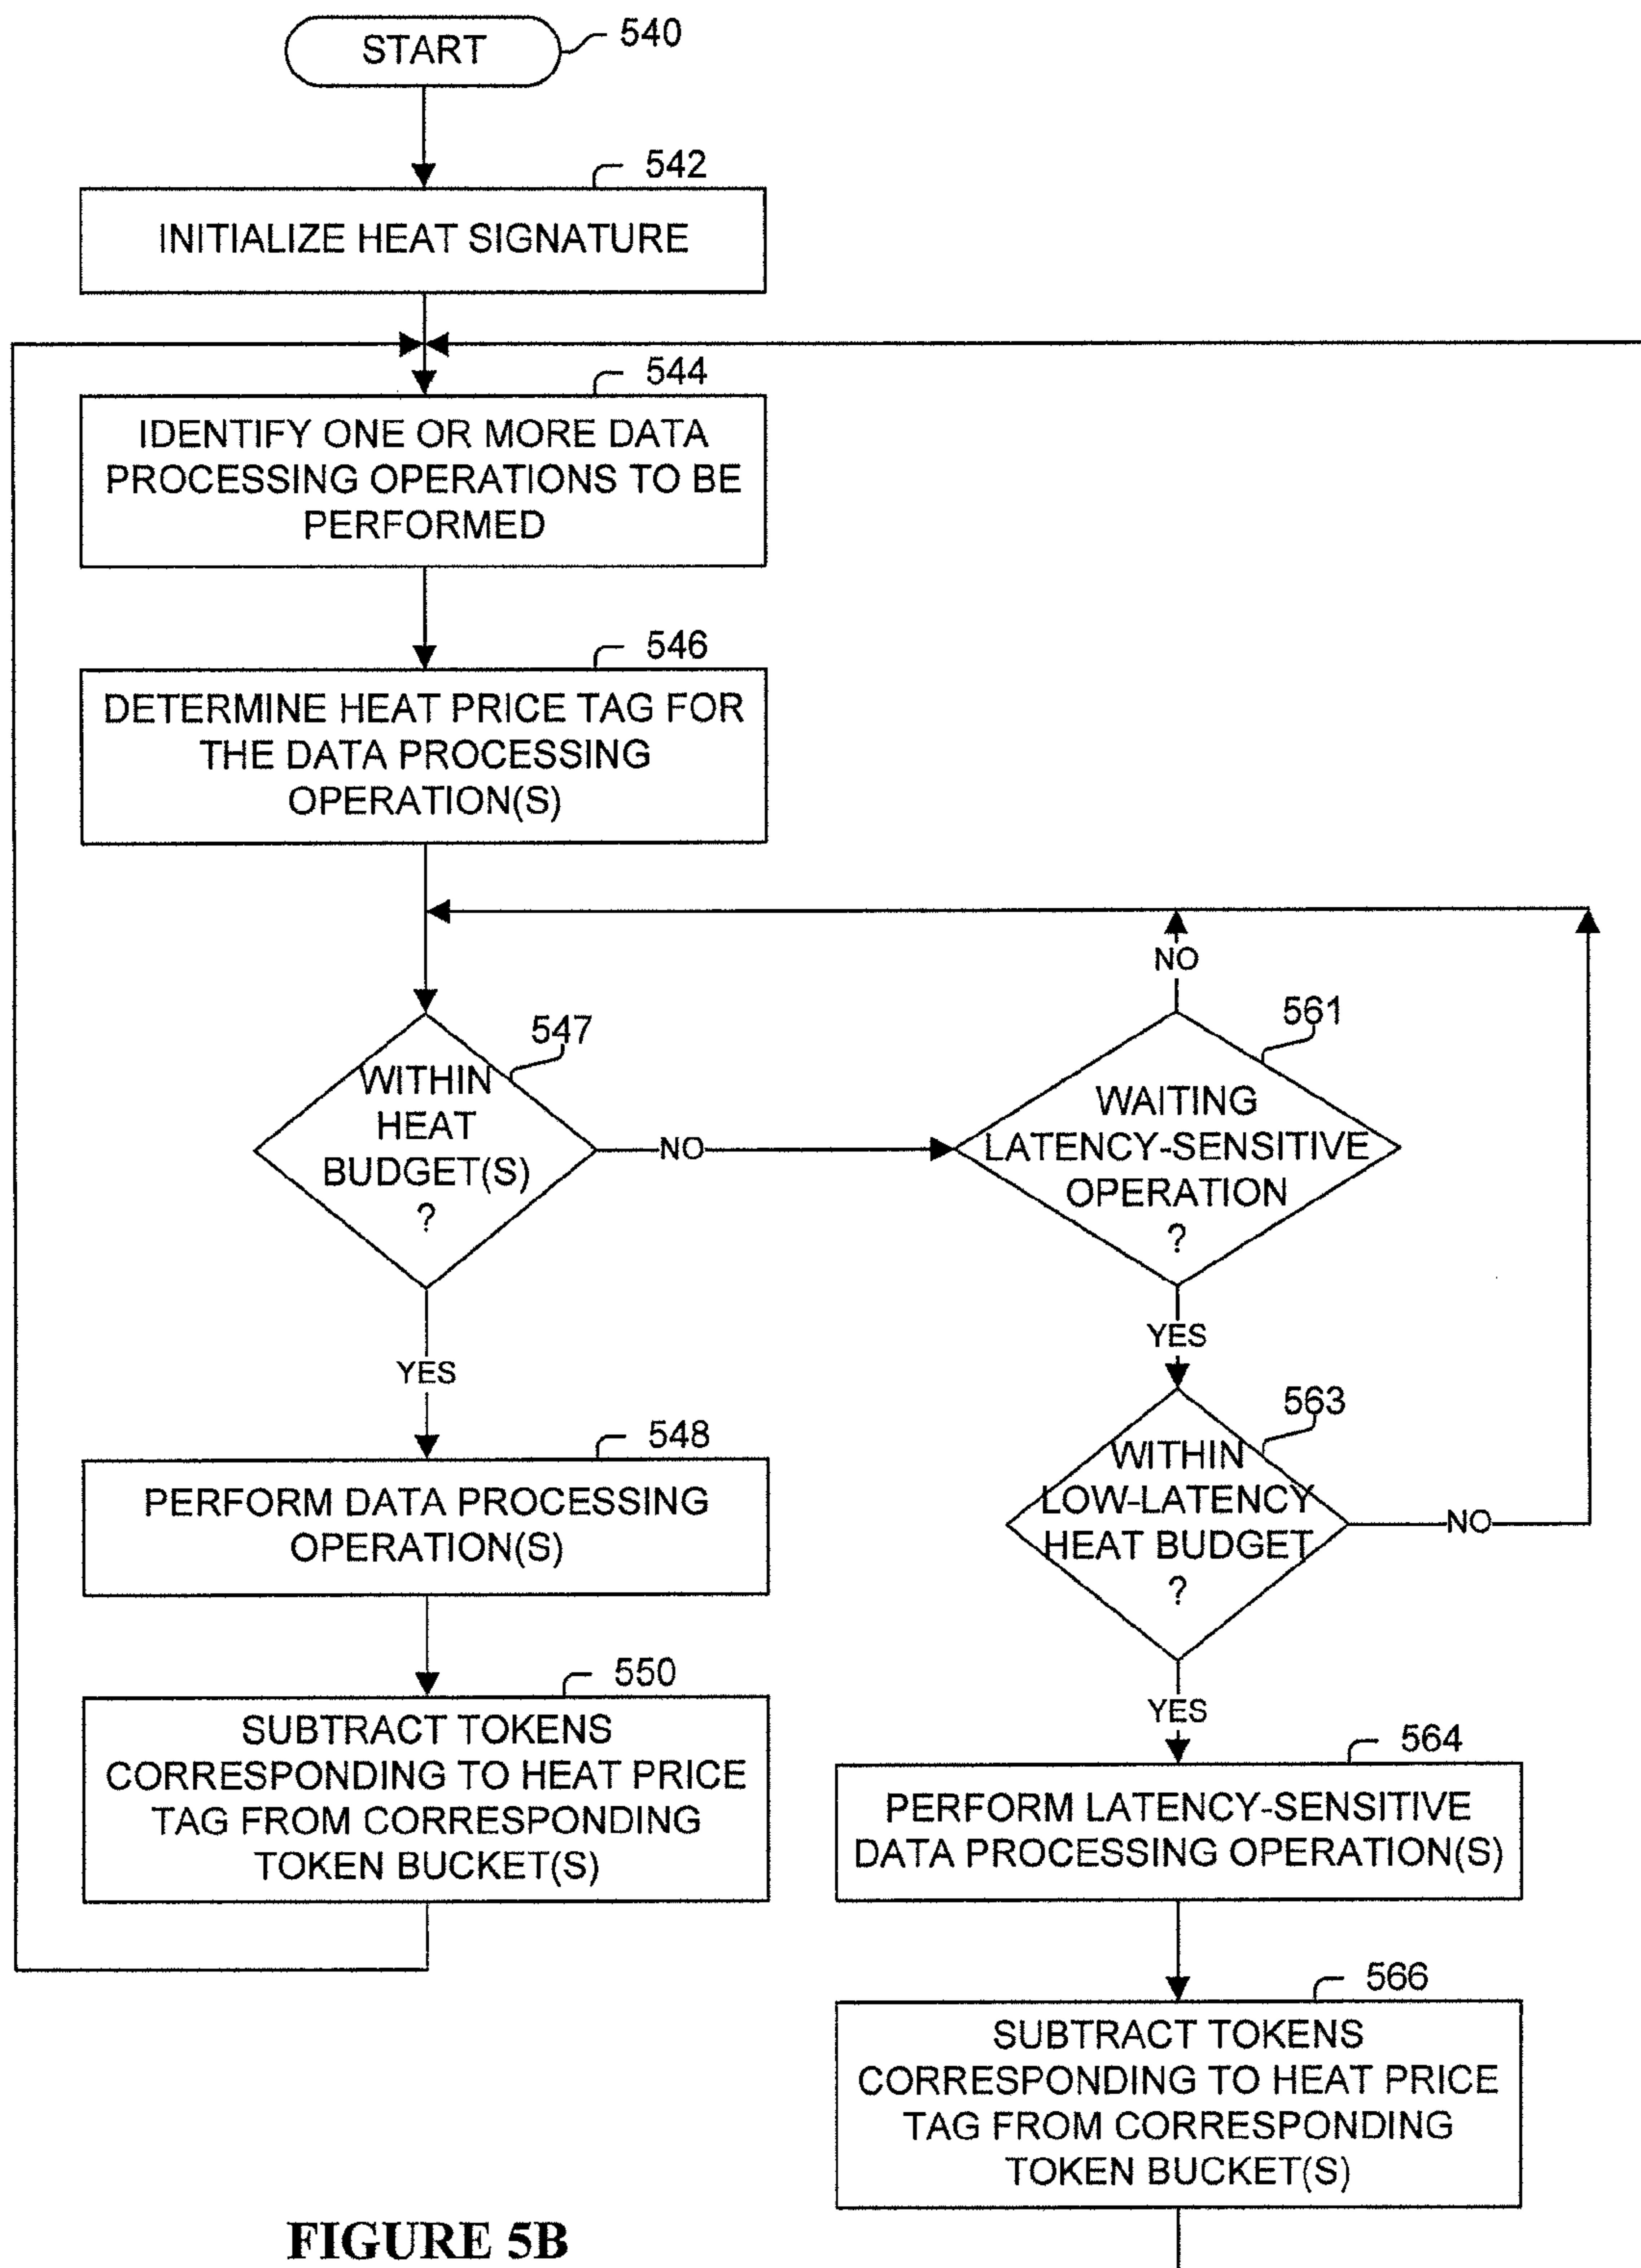 START
540
542
INITIALIZE HEAT SIGNATURE
544
IDENTIFY ONE OR MORE DATA
PROCESSING OPERATIONS TO BE
PERFORMED
546
DETERMINE HEAT PRICE TAG FOR
THE DATA PROCESSING
OPERATION(S)
547
WITHIN
HEAT
BUDGET(S)
?
NO
YES
561
WAITING
LATENCY-SENSITIVE
OPERATION
?
NO
YES
563
WITHIN
LOW-LATENCY
HEAT BUDGET
?
NO
YES
548
PERFORM DATA PROCESSING
OPERATION(S)
550
SUBTRACT TOKENS
CORRESPONDING TO HEAT PRICE
TAG FROM CORRESPONDING
TOKEN BUCKET(S)
564
PERFORM LATENCY-SENSITIVE
DATA PROCESSING OPERATION(S)
566
SUBTRACT TOKENS
CORRESPONDING TO HEAT PRICE
TAG FROM CORRESPONDING
TOKEN BUCKET(S)
FIGURE 5B